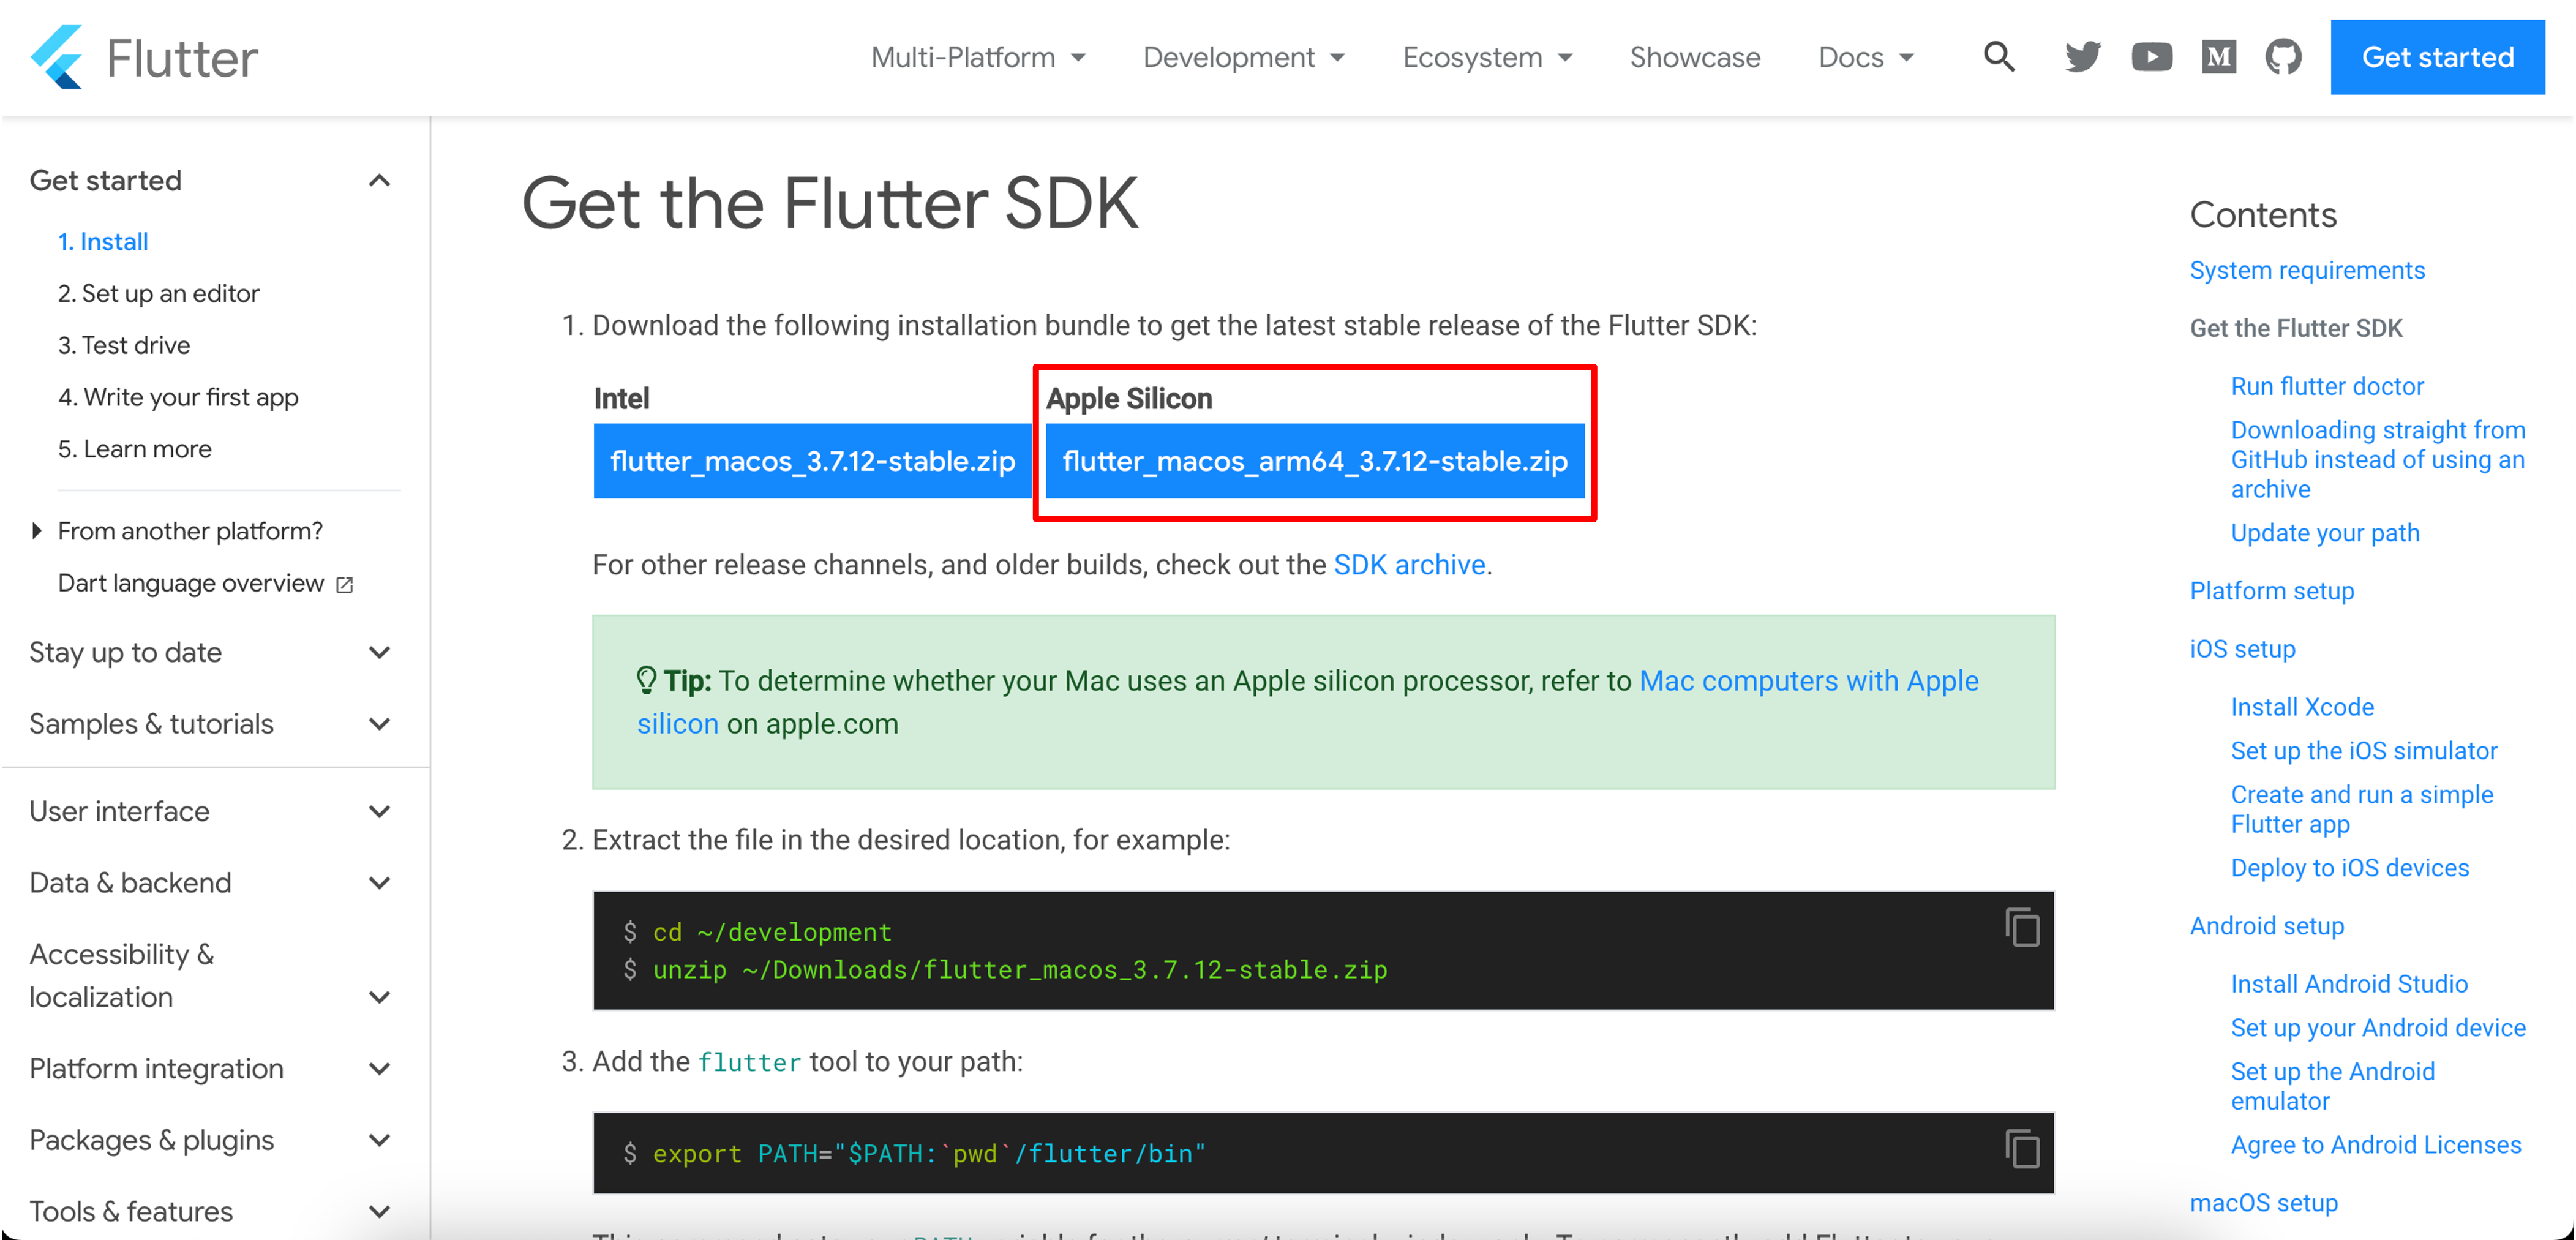 Flutter
Multi-Platform
Development
Ecosystem
Showcase
Docs
M
Get started
Get started
1. Install
2. Set up an editor
3. Test drive
4. Write your first app
5. Learn more
From another platform?
Dart language overview
Stay up to date
Samples & tutorials
User interface
Data & backend
Accessibility &
localization
Platform integration
Packages & plugins
Tools & features
Get the Flutter SDK
1. Download the following installation bundle to get the latest stable release of the Flutter SDK:
Intel
flutter_macos_3.7.12-stable.zip
Apple Silicon
flutter_macos_arm64_3.7.12-stable.zip
For other release channels, and older builds, check out the SDK archive.
Tip: To determine whether your Mac uses an Apple silicon processor, refer to Mac computers with Apple
silicon on apple.com
2. Extract the file in the desired location, for example:
$ cd ~/development
$ unzip ~/Downloads/flutter_macos_3.7.12-stable.zip
3. Add the flutter tool to your path:
$ export PATH="$PATH:`pwd`/flutter/bin"
Contents
System requirements
Get the Flutter SDK
Run flutter doctor
Downloading straight from
GitHub instead of using an
archive
Update your path
Platform setup
iOS setup
Install Xcode
Set up the iOS simulator
Create and run a simple
Flutter app
Deploy to iOS devices
Android setup
Install Android Studio
Set up your Android device
Set up the Android
emulator
Agree to Android Licenses
macOS setup